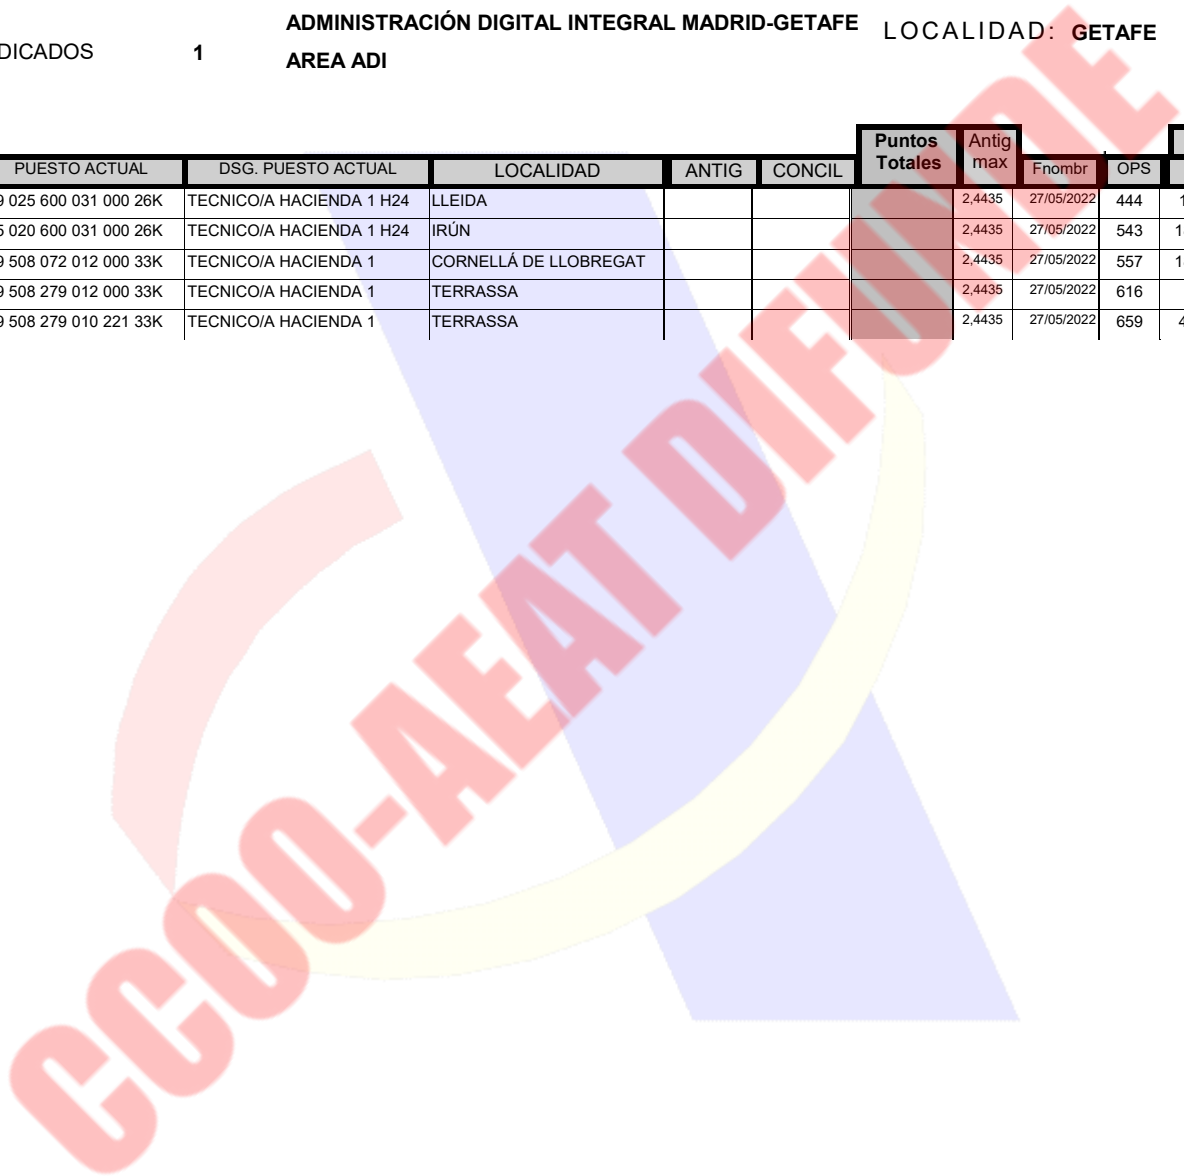 ADMINISTRACIÓN DIGITAL INTEGRAL MADRID-GETAFE LOCALIDAD: GETAFE
DICADOS 1
AREA ADI
PUESTO ACTUAL DSG. PUESTO ACTUAL LOCALIDAD ANTIG CONCIL Puntos Totales Antig max Fnombr OPS
9 025 600 031 000 26K TECNICO/A HACIENDA 1 H24 LLEIDA 2,4435 27/05/2022 444 1
5 020 600 031 000 26K TECNICO/A HACIENDA 1 H24 IRÚN 2,4435 27/05/2022 543 1
9 508 072 012 000 33K TECNICO/A HACIENDA 1 CORNELLÁ DE LLOBREGAT 2,4435 27/05/2022 557 1
9 508 279 012 000 33K TECNICO/A HACIENDA 1 TERRASSA 2,4435 27/05/2022 616
9 508 279 010 221 33K TECNICO/A HACIENDA 1 TERRASSA 2,4435 27/05/2022 659 4
CCOO-AEAT DIFUNDE